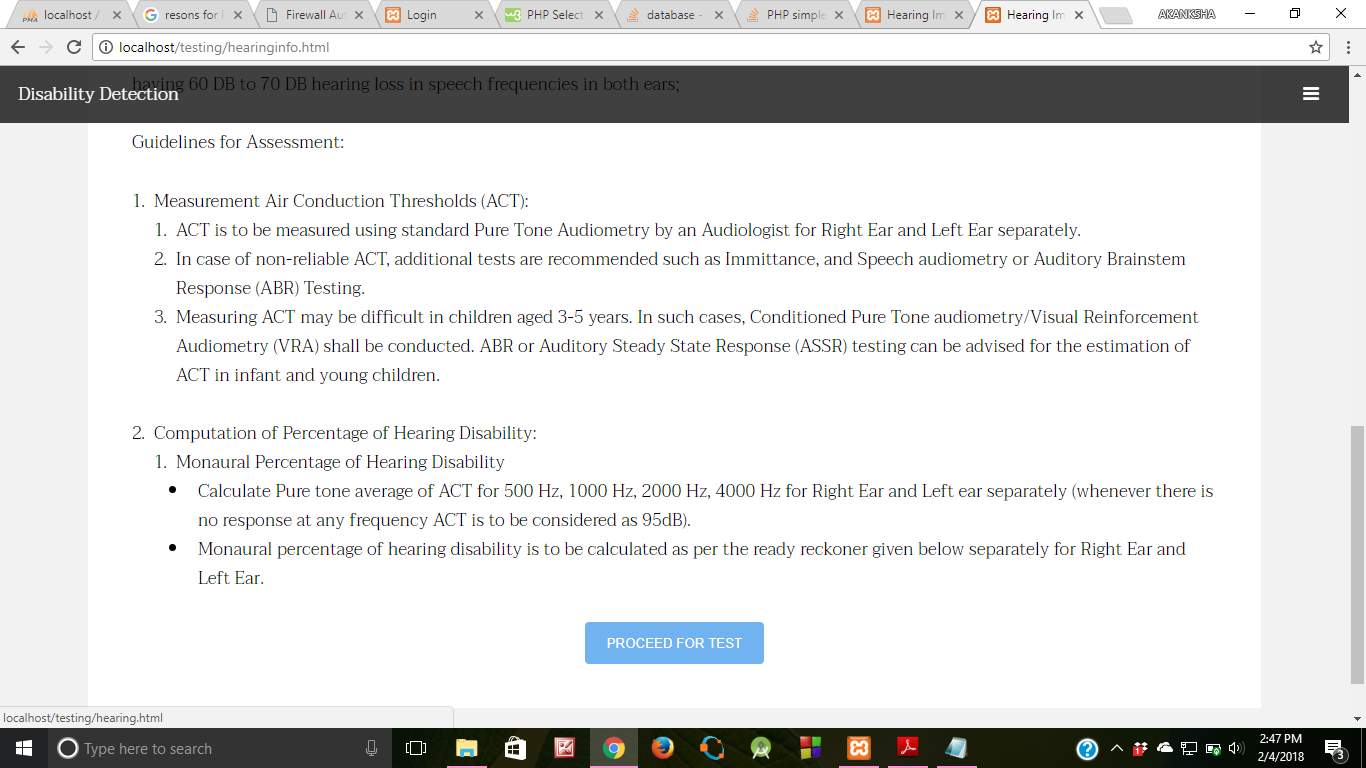 localhost /
resons for
Firewall Au
Login
PHP Select
database -
PHP simple
Hearing Im
Hearing Im
AKANKSHA
localhost/testing/hearinginfo.html
having 60 DB to 70 DB hearing loss in speech frequencies in both ears;
Disability Detection
Guidelines for Assessment:
1. Measurement Air Conduction Thresholds (ACT):
1. ACT is to be measured using standard Pure Tone Audiometry by an Audiologist for Right Ear and Left Ear separately.
2. In case of non-reliable ACT, additional tests are recommended such as Immittance, and Speech audiometry or Auditory Brainstem
Response (ABR) Testing.
3. Measuring ACT may be difficult in children aged 3-5 years. In such cases, Conditioned Pure Tone audiometry/Visual Reinforcement
Audiometry (VRA) shall be conducted. ABR or Auditory Steady State Response (ASSR) testing can be advised for the estimation of
ACT in infant and young children.
2. Computation of Percentage of Hearing Disability:
1. Monaural Percentage of Hearing Disability
• Calculate Pure tone average of ACT for 500 Hz, 1000 Hz, 2000 Hz, 4000 Hz for Right Ear and Left ear separately (whenever there is
no response at any frequency ACT is to be considered as 95dB).
• Monaural percentage of hearing disability is to be calculated as per the ready reckoner given below separately for Right Ear and
Left Ear.
PROCEED FOR TEST
localhost/testing/hearing.html
Type here to search
2:47 PM
2/4/2018
3